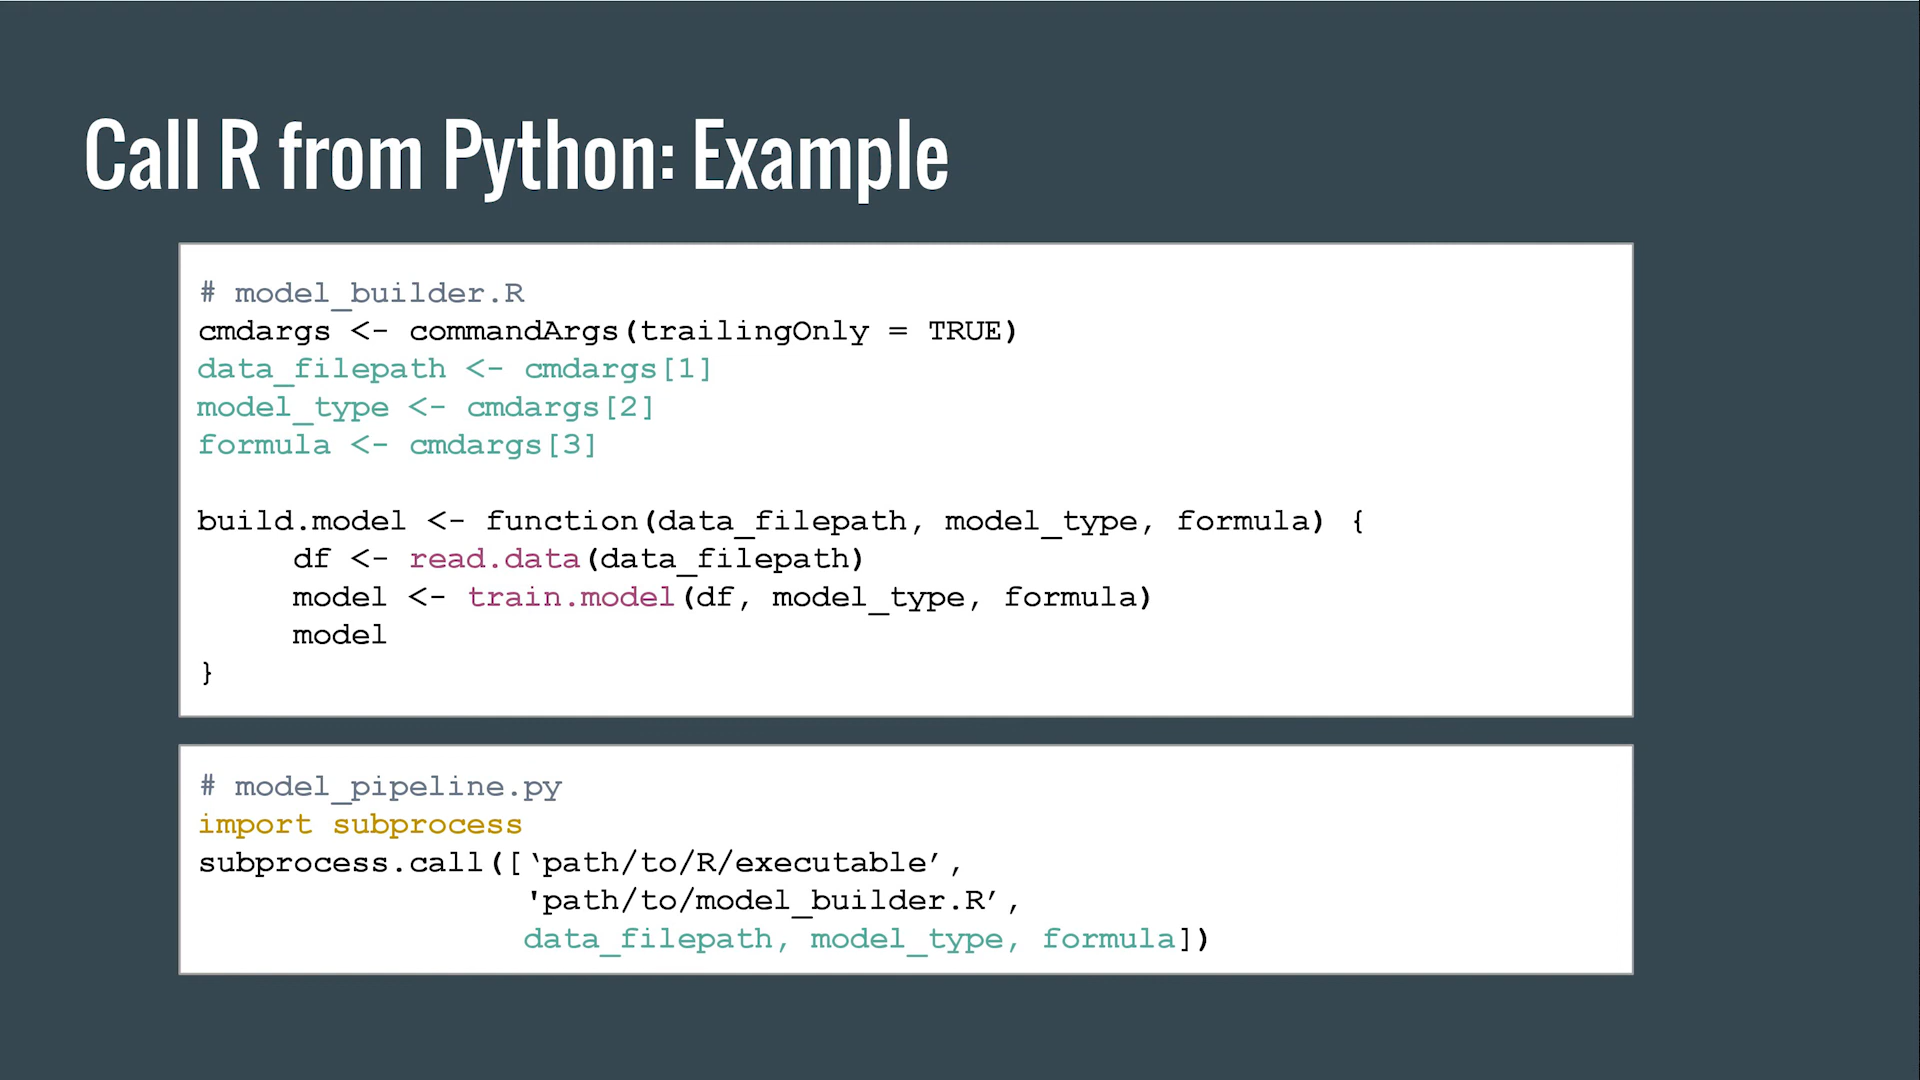 Call R from Python: Example
# model_builder.R
cmdargs <- commandArgs(trailingOnly = TRUE)
data_filepath <- cmdargs[1]
model_type <- cmdargs[2]
formula <- cmdargs[3]
build.model <- function(data_filepath, model_type, formula) {
     df <- read.data(data_filepath)
     model <- train.model(df, model_type, formula)
     model
}
# model_pipeline.py
import subprocess
subprocess.call([‘path/to/R/executable’,
                 'path/to/model_builder.R’,
                 data_filepath, model_type, formula])